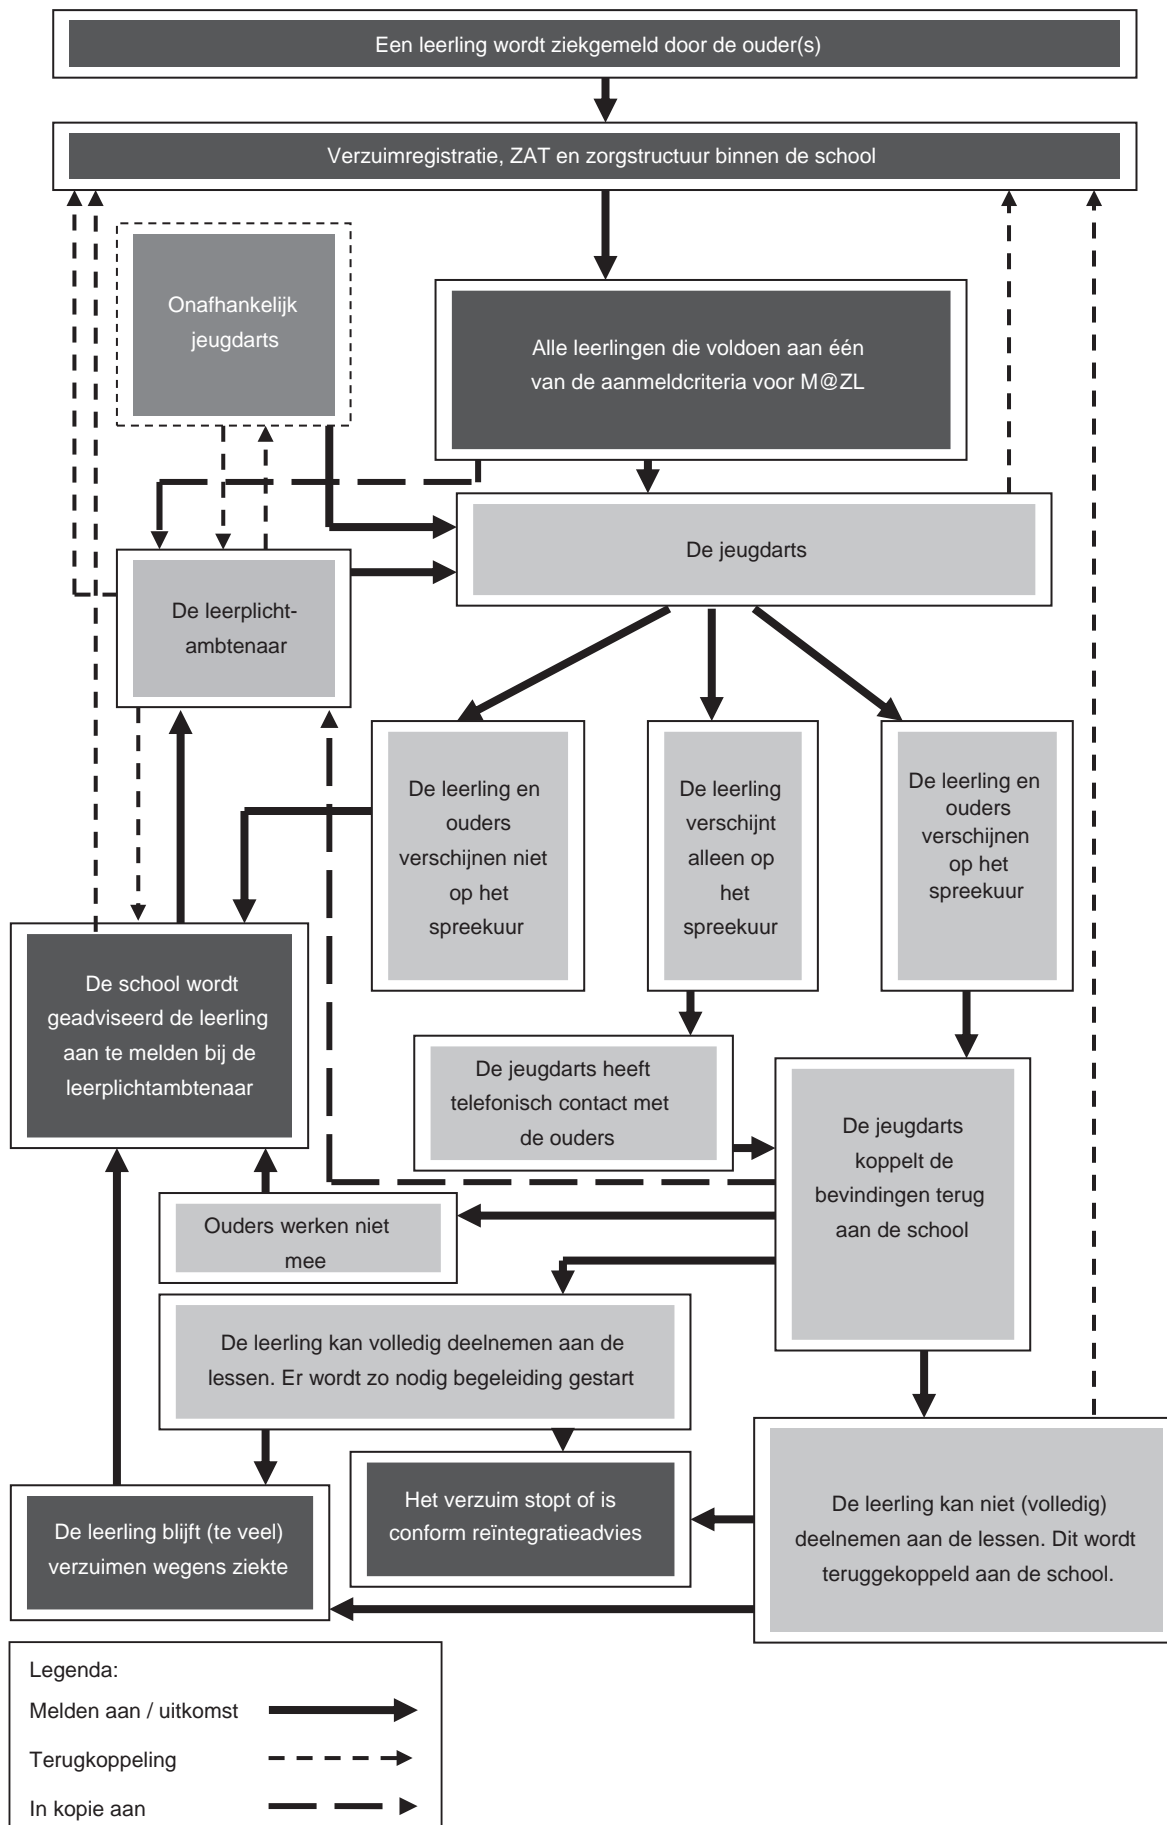 Een leerling wordt ziekgemeld door de ouder(s)
Verzuimregistratie, ZAT en zorgstructuur binnen de school
Onafhankelijk
jeugdarts
Alle leerlingen die voldoen aan één
van de aanmeldcriteria voor M@ZL
De jeugdarts
De leerplicht-
ambtenaar
De leerling en
ouders
verschijnen niet
op het
spreekuur
De leerling
verschijnt
alleen op
het
spreekuur
De leerling en
ouders
verschijnen
op het
spreekuur
De school wordt
geadviseerd de leerling
aan te melden bij de
leerplichtambtenaar
De jeugdarts heeft
telefonisch contact met
de ouders
De jeugdarts
koppelt de
bevindingen terug
aan de school
Ouders werken niet
mee
De leerling kan volledig deelnemen aan de
lessen. Er wordt zo nodig begeleiding gestart
De leerling blijft (te veel)
verzuimen wegens ziekte
Het verzuim stopt of is
conform reïntegratieadvies
De leerling kan niet (volledig)
deelnemen aan de lessen. Dit wordt
teruggekoppeld aan de school.
Legenda:
Melden aan / uitkomst
Terugkoppeling
In kopie aan